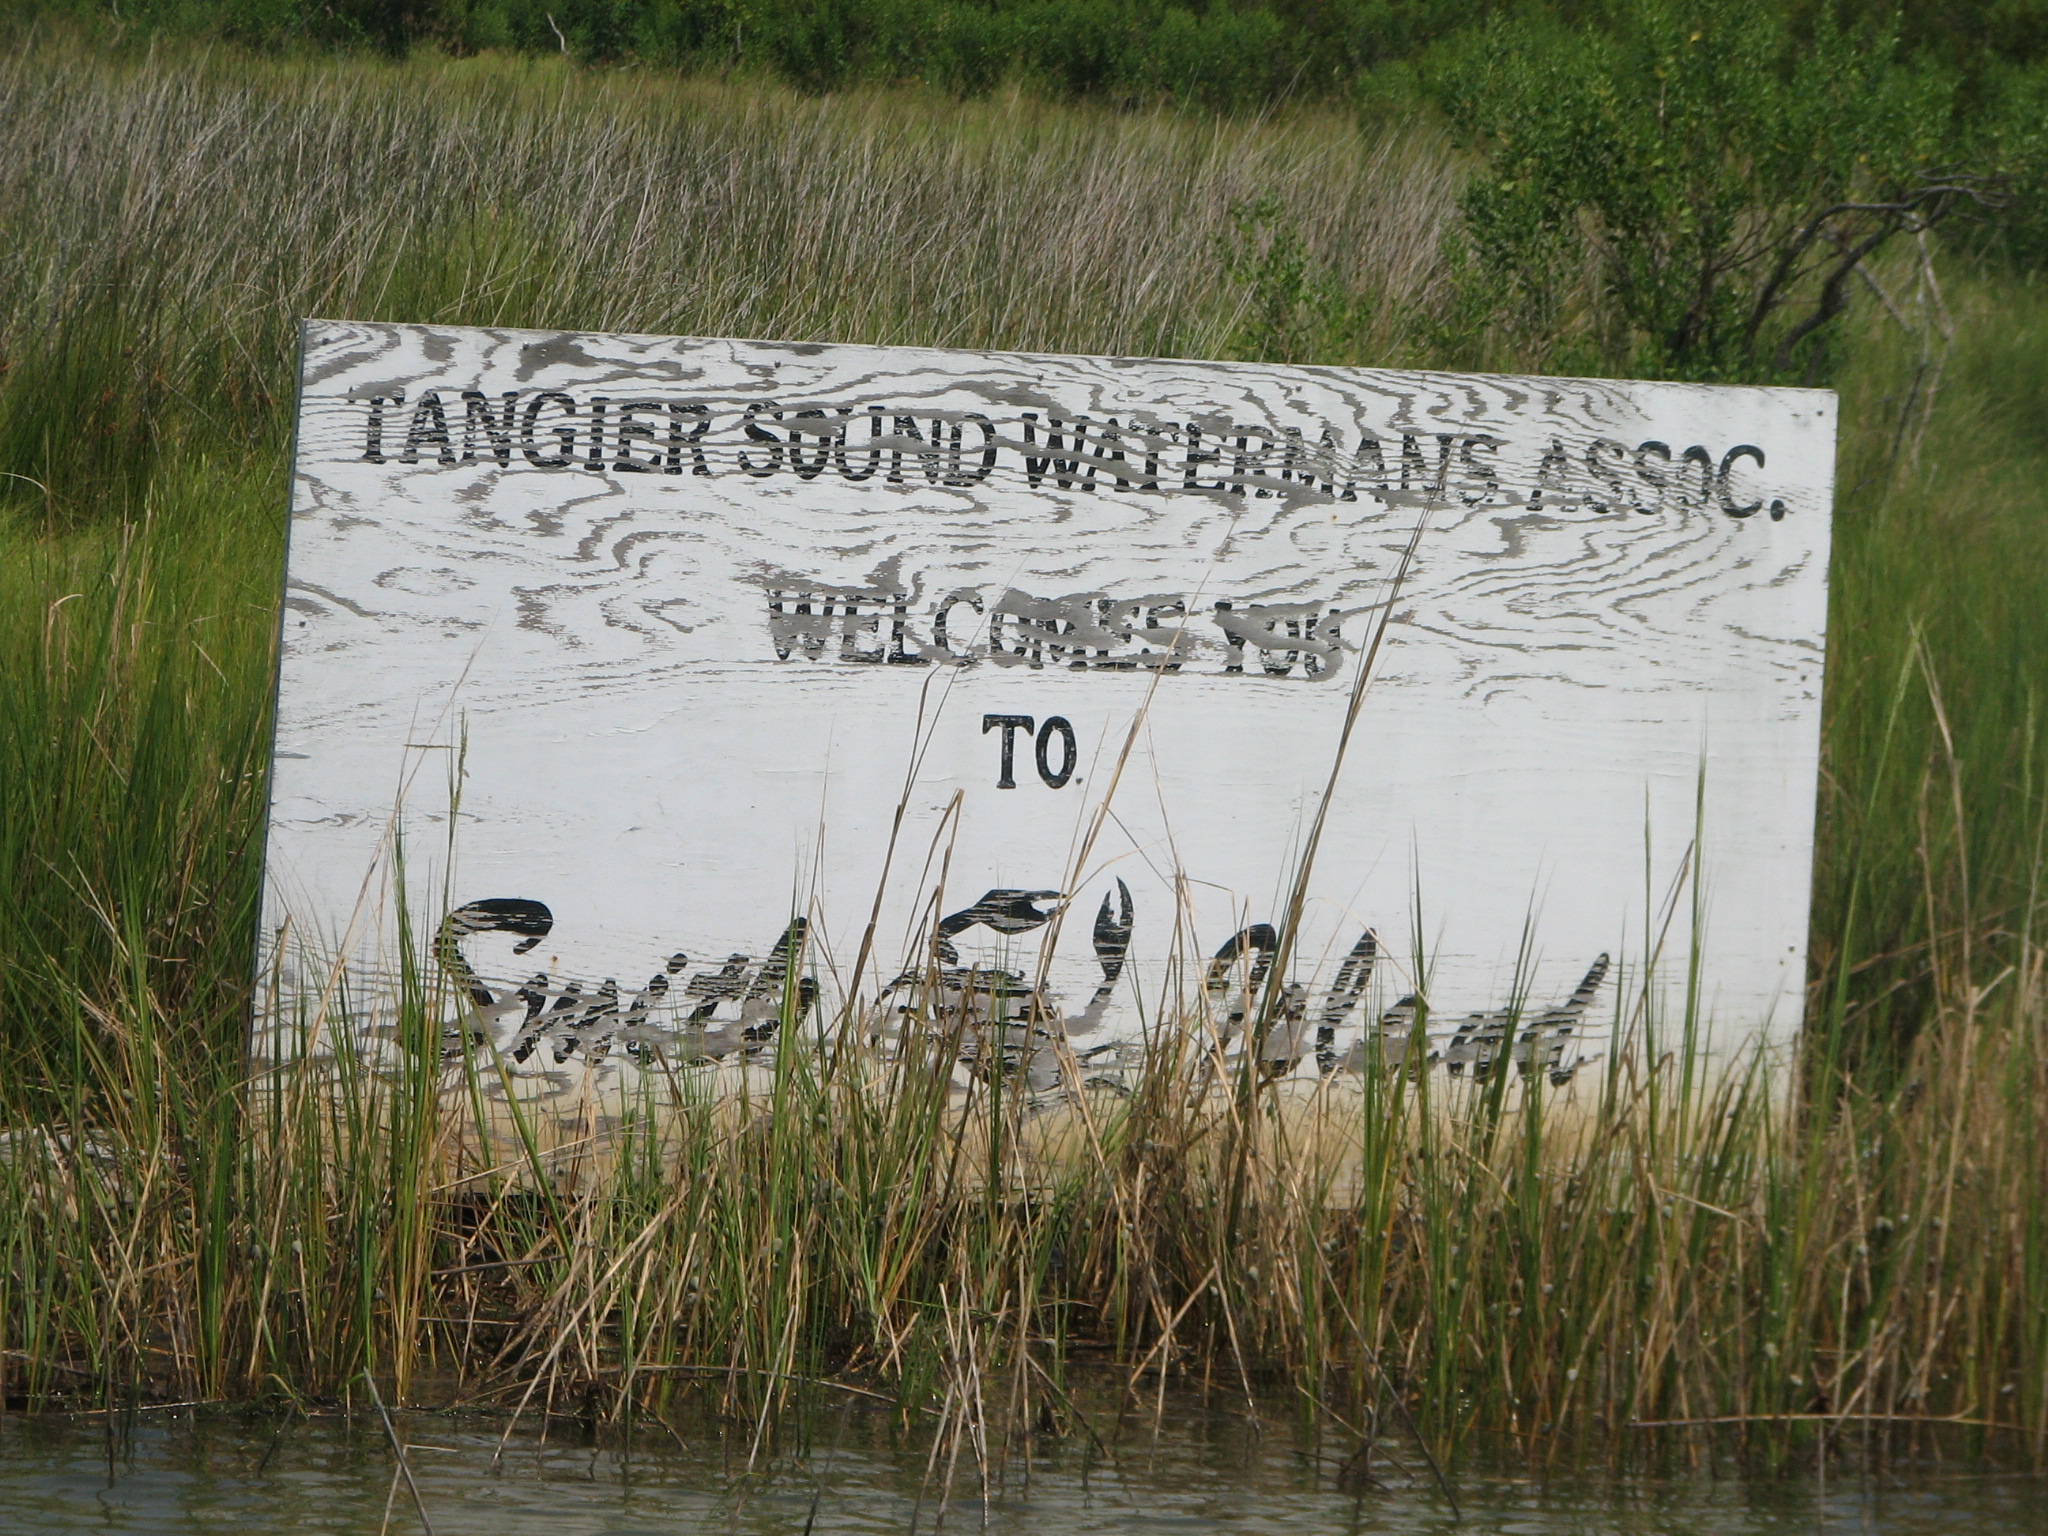 TANGIER SOUND WATERMANS ASSOC.
WELCOMES YOU
TO
Smith Island